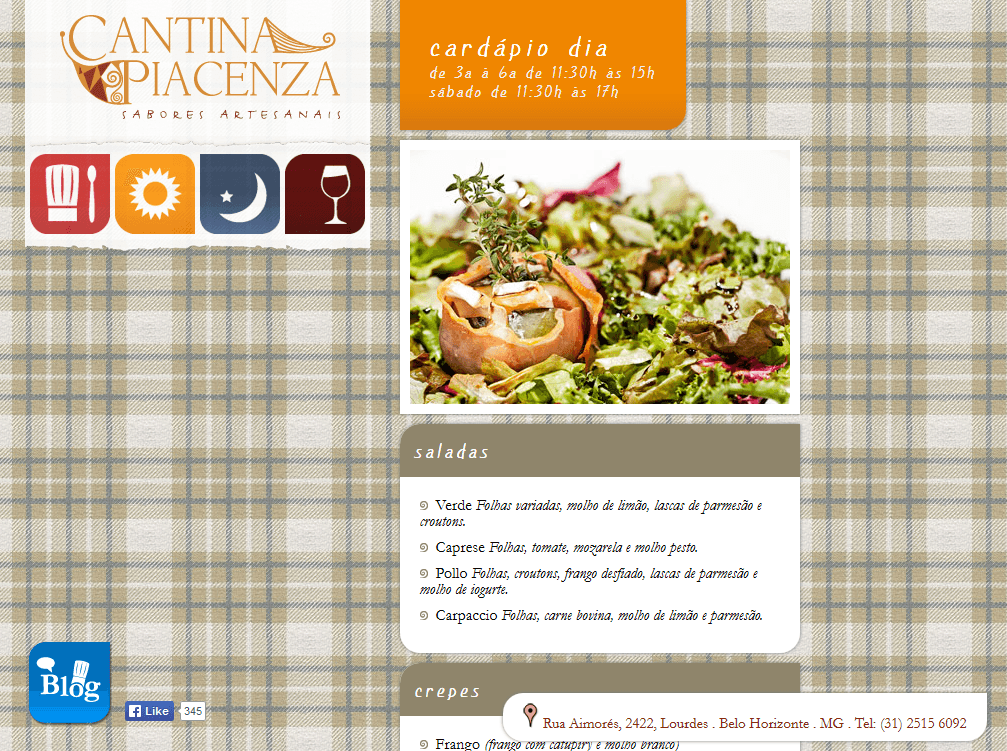 CANTINA
PIACENZA
SABORES ARTESANAIS
cardápio dia
de 3a à 6a de 11:30h às 15h
sábado de 11:30h às 17h
saladas
Verde Folhas variadas, molho de limão, lascas de parmesão e
croutons.
Caprese Folhas, tomate, mozarela e molho pesto.
Pollo Folhas, croutons, frango desfiado, lascas de parmesão e
molho de iogurte.
Carpaccio Folhas, carne bovina, molho de limão e parmesão.
crepes
Frango (frango com catupiry e molho branco)
Blog
Like 345
Rua Aimorés, 2422, Lourdes . Belo Horizonte . MG . Tel: (31) 2515 6092